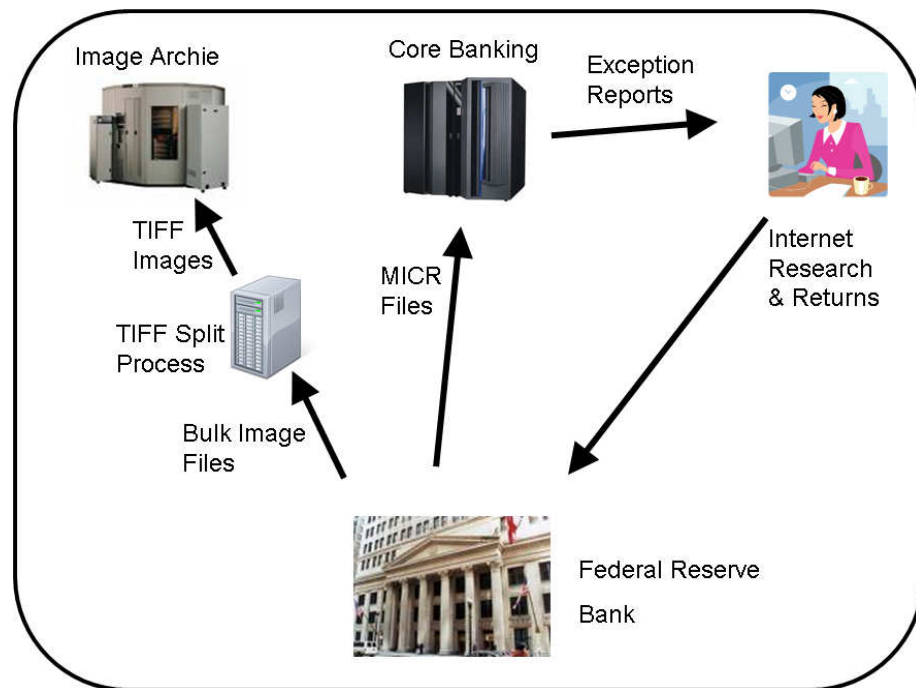 Image Archie
Core Banking
Exception
Reports
TIFF
Images
MICR
Files
Internet
Research
& Returns
TIFF Split
Process
Bulk Image
Files
Federal Reserve
Bank